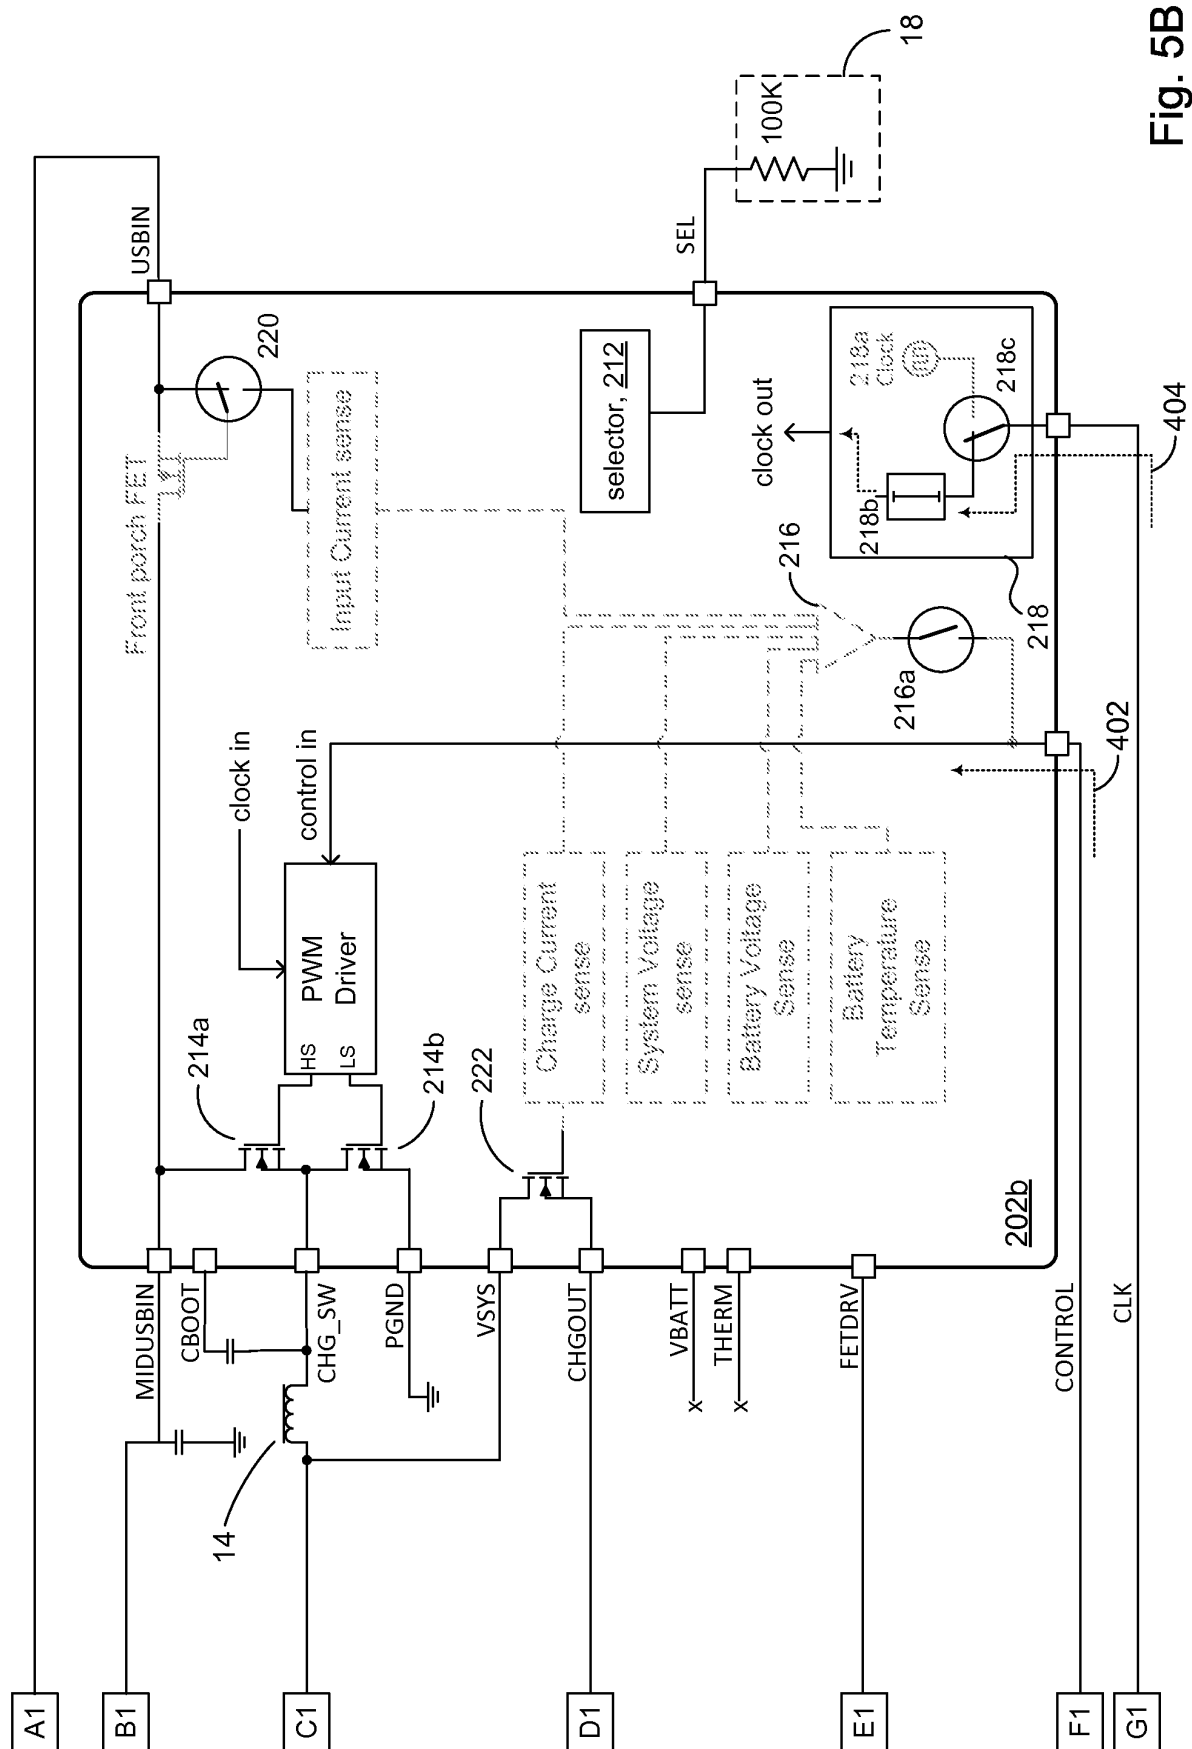 Fig. 5B
A1
B1
C1
D1
E1
F1
G1
MIDUSBIN
CBOOT
CHG_SW
PGND
VSYS
CHGOUT
VBATT
THERM
FETDRV
CONTROL
CLK
x
x
14
214a
214b
222
HS
LS
PWM
Driver
clock in
control in
Charge Current
sense
System Voltage
sense
Battery Voltage
Sense
Battery
Temperature
Sense
202b
Front porch FET
Input Current sense
220
USBIN
selector, 212
SEL
100K
18
216
216a
clock out
218a
Clock
218b
218c
218
402
404